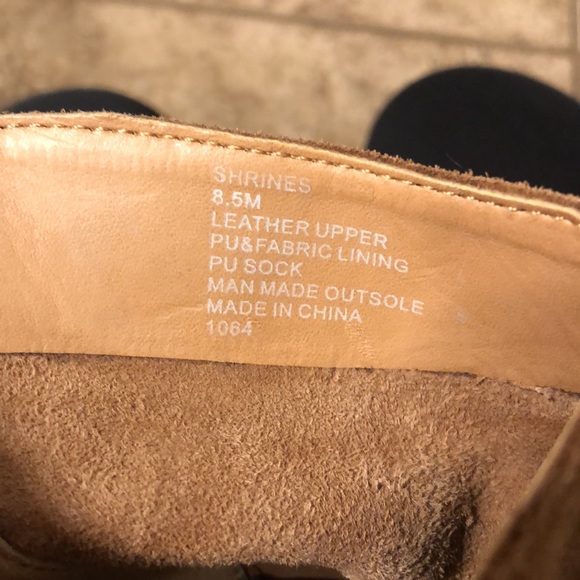 SHRINES
8.5M
LEATHER UPPER
PU&FABRIC LINING
PU SOCK
MAN MADE OUTSOLE
MADE IN CHINA
1064